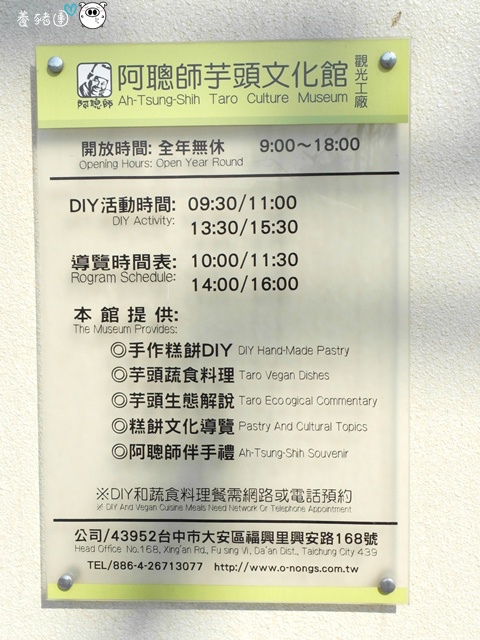 養豬團
阿聰師
阿聰師芋頭文化館 觀光工廠
Ah-Tsung-Shih Taro Culture Museum
開放時間: 全年無休 9:00～18:00
Opening Hours: Open Year Round
DIY活動時間: 09:30/11:00
DIY Activity: 13:30/15:30
導覽時間表: 10:00/11:30
Rogram Schedule: 14:00/16:00
本館提供:
The Museum Provides:
◎手作糕餅DIY DIY Hand-Made Pastry
◎芋頭蔬食料理 Taro Vegan Dishes
◎芋頭生態解說 Taro Ecoogical Commentary
◎糕餅文化導覽 Pastry And Cultural Topics
◎阿聰師伴手禮 Ah-Tsung-Shih Souvenir
※DIY和蔬食料理餐需網路或電話預約
※ DIY And Vegan Cuisine Meals Need Network Or Telephone Appointment
公司/43952台中市大安區福興里興安路168號
Head Office No.168, Xing'an Rd., Fu sing Vi., Da'an Dist., Taichung City 439
TEL/886-4-26713077 http://www.o-nongs.com.tw